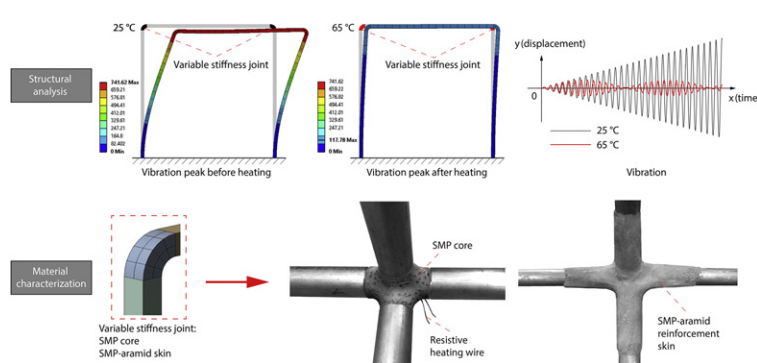 25 °C
65 °C
y (displacement)
Variable stiffness joint
Variable stiffness joint
Structural
analysis
741.62 Max
659.21
576.81
494.41
412.01
329.61
247.21
164.8
82.402
0 Min
741.62
659.21
576.81
494.41
412.01
329.61
247.21
117.78 Max
0 Min
0
x (time
25 °C
65 °C
Vibration peak before heating
Vibration peak after heating
Vibration
SMP core
Material
characterization
Variable stiffness joint:
SMP core
SMP-aramid skin
Resistive
heating wire
SMP-aramid
reinforcement
skin